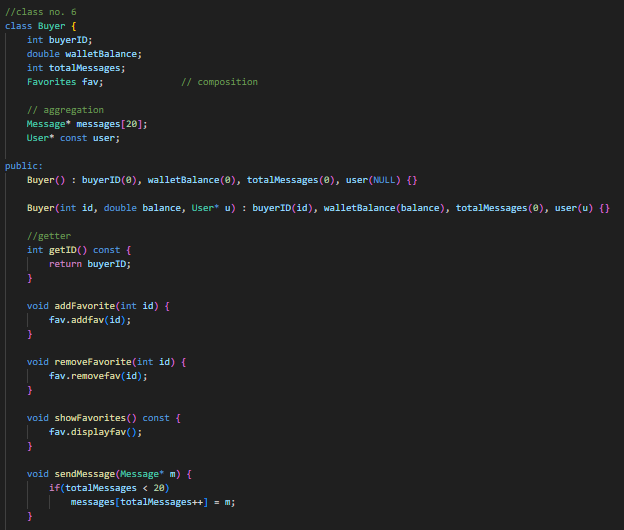 //class no. 6
class Buyer {
    int buyerID;
    double walletBalance;
    int totalMessages;
    Favorites fav;              // composition

    // aggregation
    Message* messages[20];
    User* const user;

public:
    Buyer() : buyerID(0), walletBalance(0), totalMessages(0), user(NULL) {}

    Buyer(int id, double balance, User* u) : buyerID(id), walletBalance(balance), totalMessages(0), user(u) {}

    //getter
    int getID() const {
        return buyerID;
    }

    void addFavorite(int id) {
        fav.addfav(id);
    }

    void removeFavorite(int id) {
        fav.removefav(id);
    }

    void showFavorites() const {
        fav.displayfav();
    }

    void sendMessage(Message* m) {
        if(totalMessages < 20)
            messages[totalMessages++] = m;
    }